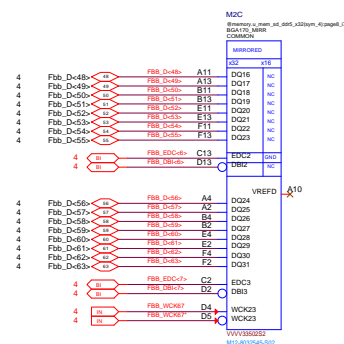 M2C
@memory.u_mem_sd_ddr5_x32(sym_4):page8_
BGA170_MIRR
COMMON
MIRRORED
x32 x16
4 Fbb_D<48> 48 FBB_D<48> A11 DQ16 NC
4 Fbb_D<49> 49 FBB_D<49> A13 DQ17 NC
4 Fbb_D<50> 50 FBB_D<50> B11 DQ18 NC
4 Fbb_D<51> 51 FBB_D<51> B13 DQ19 NC
4 Fbb_D<52> 52 FBB_D<52> E11 DQ20 NC
4 Fbb_D<53> 53 FBB_D<53> E13 DQ21 NC
4 Fbb_D<54> 54 FBB_D<54> F11 DQ22 NC
4 Fbb_D<55> 55 FBB_D<55> F13 DQ23 NC
4 BI FBB_EDC<6> C13 EDC2 GND
4 BI FBB_DBI<6> D13 DBI2 NC
VREFD A10
4 Fbb_D<56> 56 FBB_D<56> A4 DQ24
4 Fbb_D<57> 57 FBB_D<57> A2 DQ25
4 Fbb_D<58> 58 FBB_D<58> B4 DQ26
4 Fbb_D<59> 59 FBB_D<59> B2 DQ27
4 Fbb_D<60> 60 FBB_D<60> E4 DQ28
4 Fbb_D<61> 61 FBB_D<61> E2 DQ29
4 Fbb_D<62> 62 FBB_D<62> F4 DQ30
4 Fbb_D<63> 63 FBB_D<63> F2 DQ31
4 BI FBB_EDC<7> C2 EDC3
4 BI FBB_DBI<7> D2 DBI3
4 IN FBB_WCK67 D4 WCK23
4 IN FBB_WCK67* D5 WCK23
VVVV33502S2
M12-8032545-S02